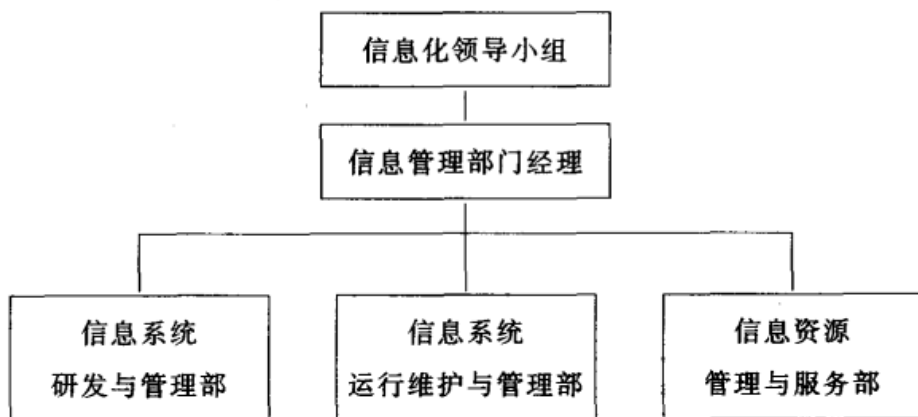 信息化领导小组
信息管理部门经理
信息系统
研发与管理部
信息系统
运行维护与管理部
信息资源
管理与服务部